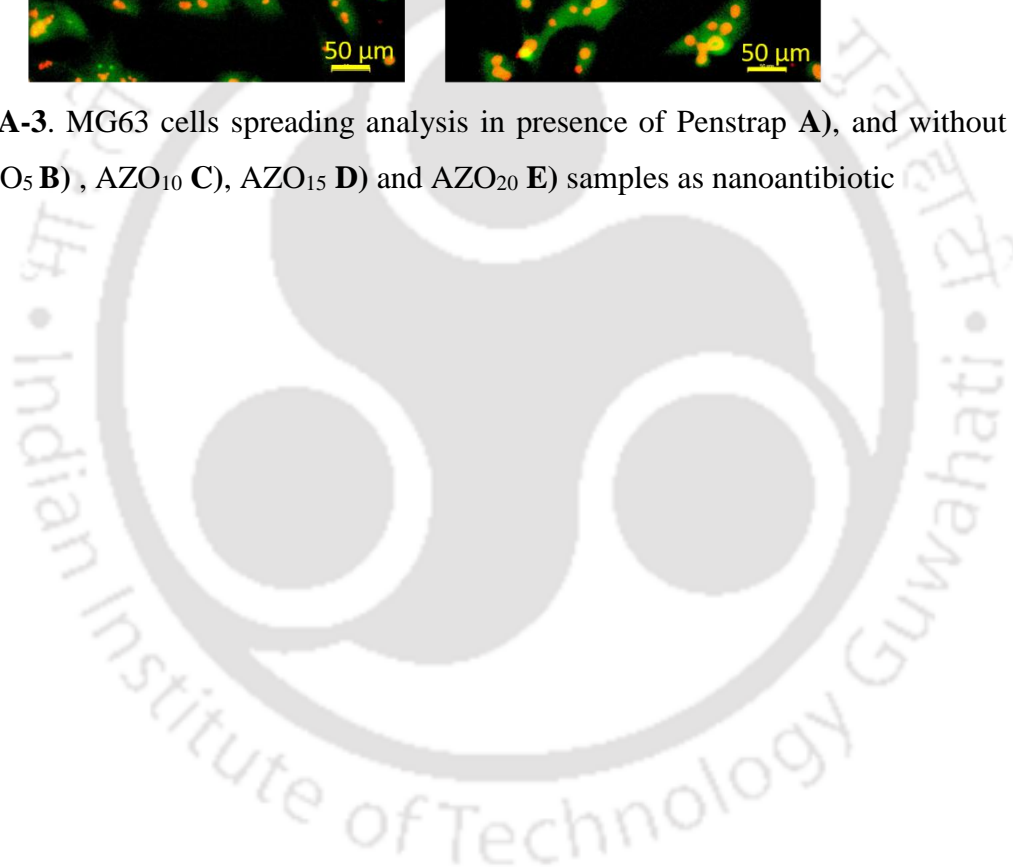 50 µm
50 µm
A-3. MG63 cells spreading analysis in presence of Penstrap A), and without
O₅ B) , AZO₁₀ C), AZO₁₅ D) and AZO₂₀ E) samples as nanoantibiotic
Indian Institute of Technology Guwahati